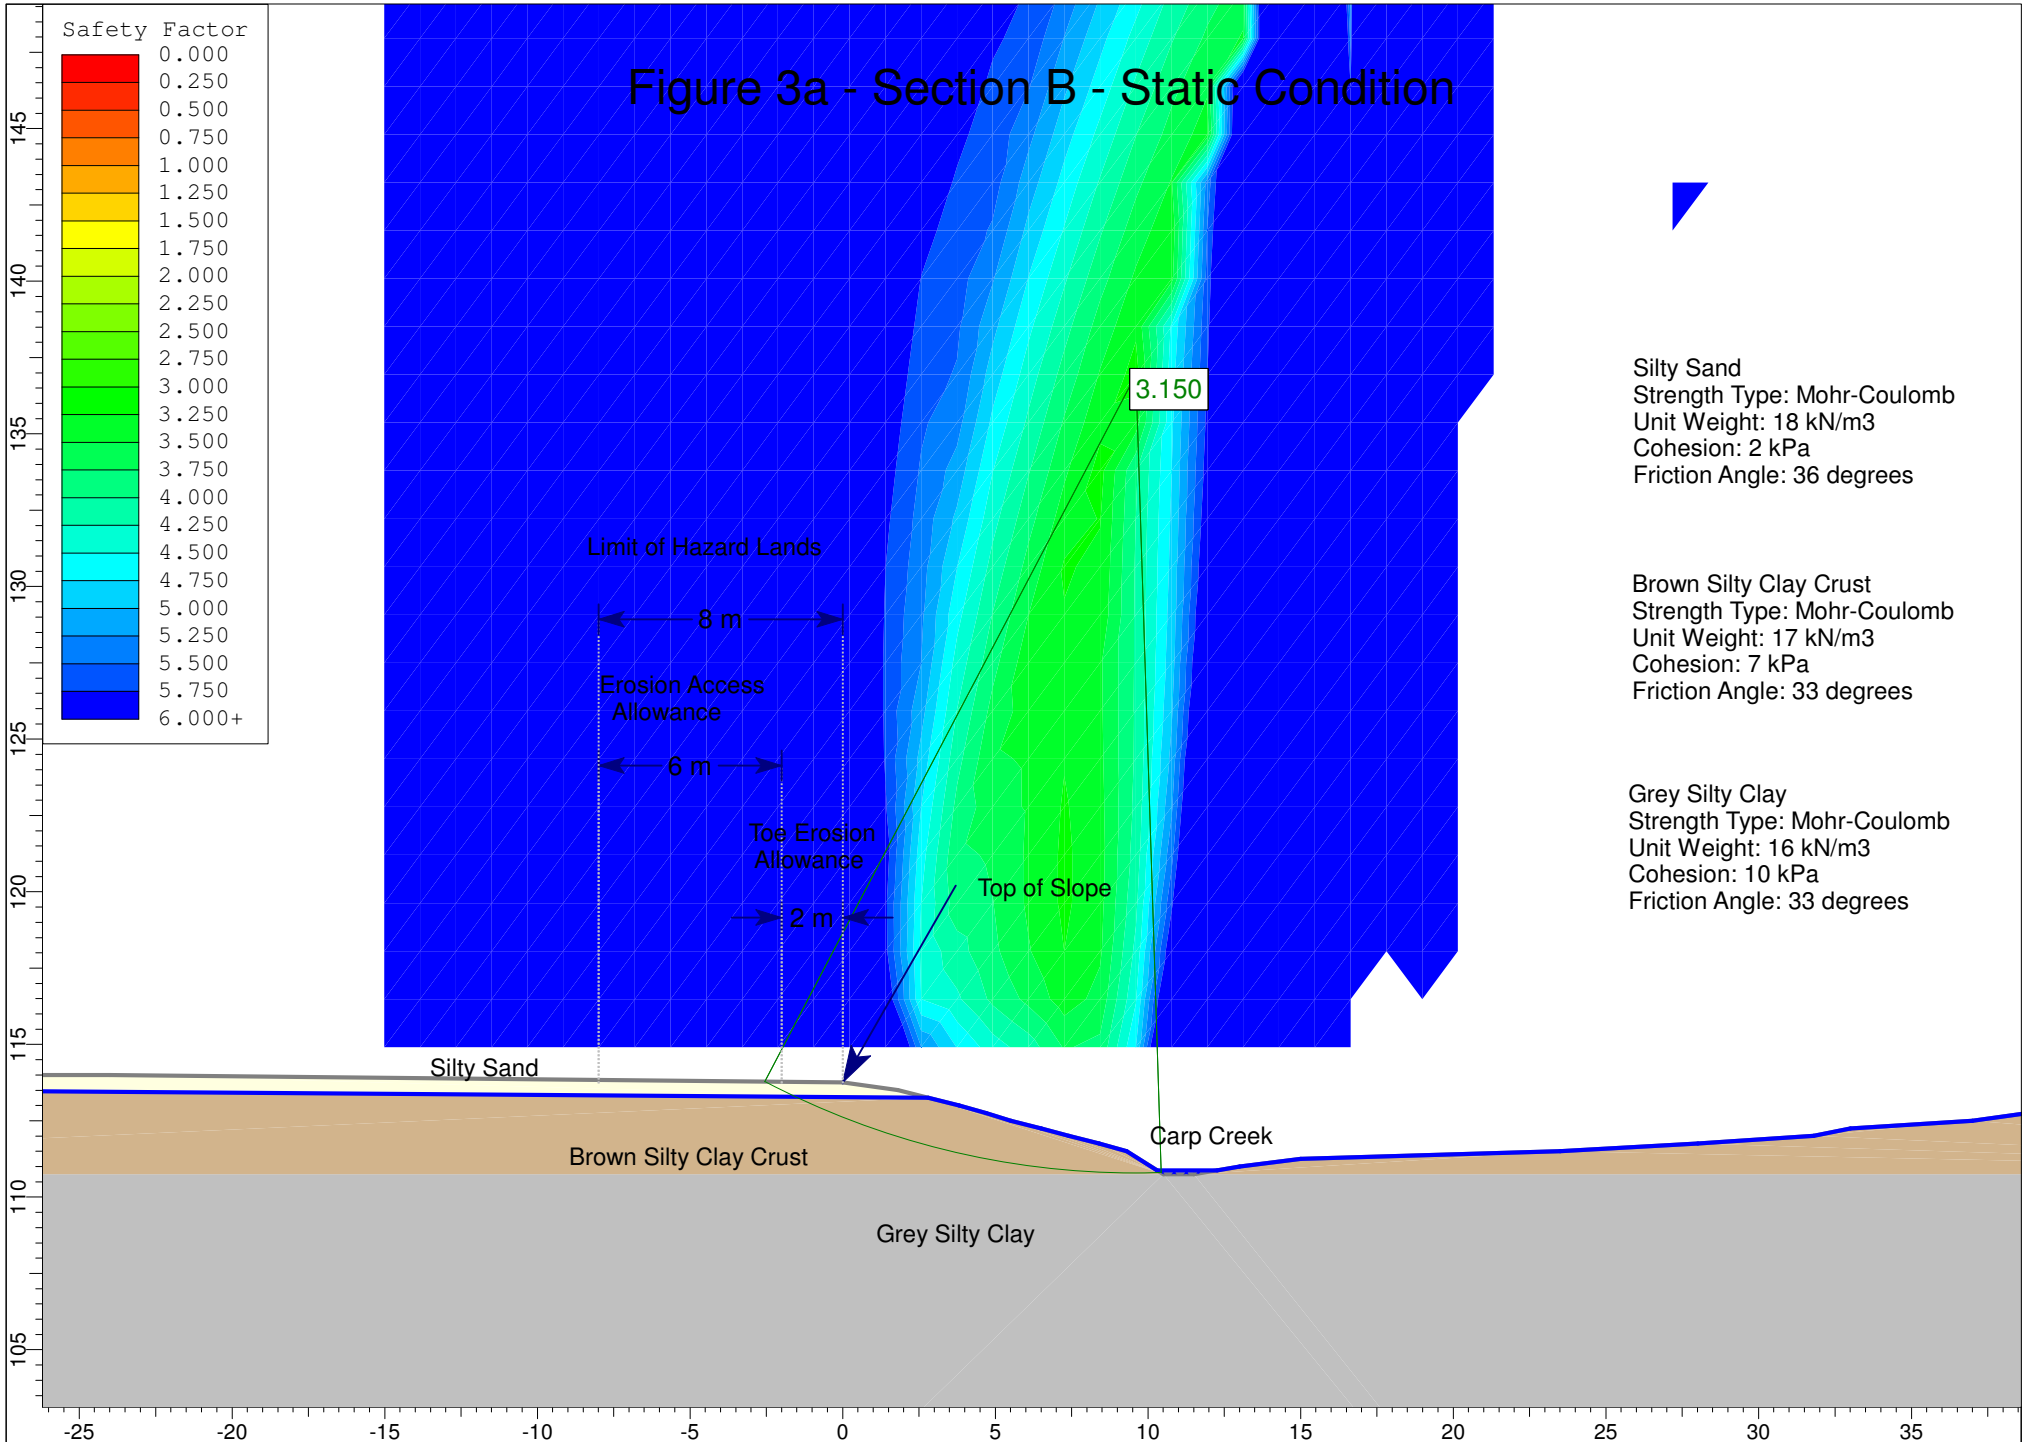 Safety Factor
0.000
0.250
0.500
0.750
1.000
1.250
1.500
1.750
2.000
2.250
2.500
2.750
3.000
3.250
3.500
3.750
4.000
4.250
4.500
4.750
5.000
5.250
5.500
5.750
6.000+
Figure 3a - Section B - Static Condition
3.150
Silty Sand
Strength Type: Mohr-Coulomb
Unit Weight: 18 kN/m3
Cohesion: 2 kPa
Friction Angle: 36 degrees
Brown Silty Clay Crust
Strength Type: Mohr-Coulomb
Unit Weight: 17 kN/m3
Cohesion: 7 kPa
Friction Angle: 33 degrees
Grey Silty Clay
Strength Type: Mohr-Coulomb
Unit Weight: 16 kN/m3
Cohesion: 10 kPa
Friction Angle: 33 degrees
Limit of Hazard Lands
8 m
Erosion Access
Allowance
6 m
Toe Erosion
Allowance
2 m
Top of Slope
Silty Sand
Carp Creek
Brown Silty Clay Crust
Grey Silty Clay
145
140
135
130
125
120
115
110
105
-25
-20
-15
-10
-5
0
5
10
15
20
25
30
35